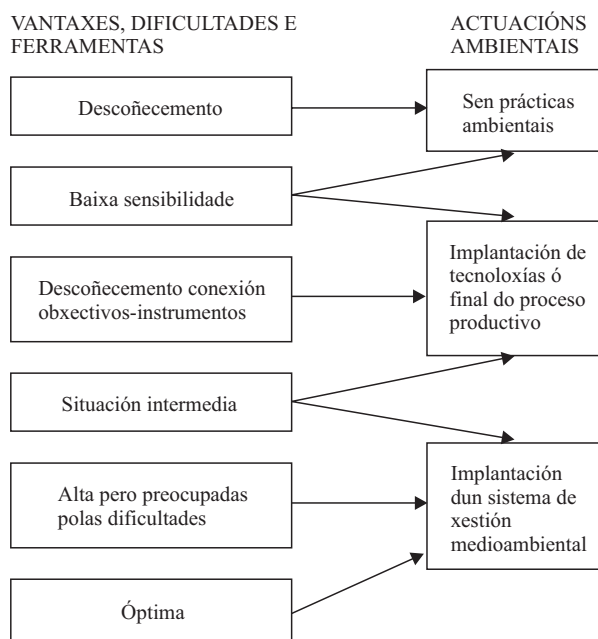 VANTAXES, DIFICULTADES E
FERRAMENTAS
ACTUACIÓNS
AMBIENTAIS
Descoñecemento
Sen prácticas
ambientais
Baixa sensibilidade
Implantación de
tecnoloxías ó
final do proceso
productivo
Descoñecemento conexión
obxectivos-instrumentos
Situación intermedia
Alta pero preocupadas
polas dificultades
Implantación
dun sistema de
xestión
medioambiental
Óptima